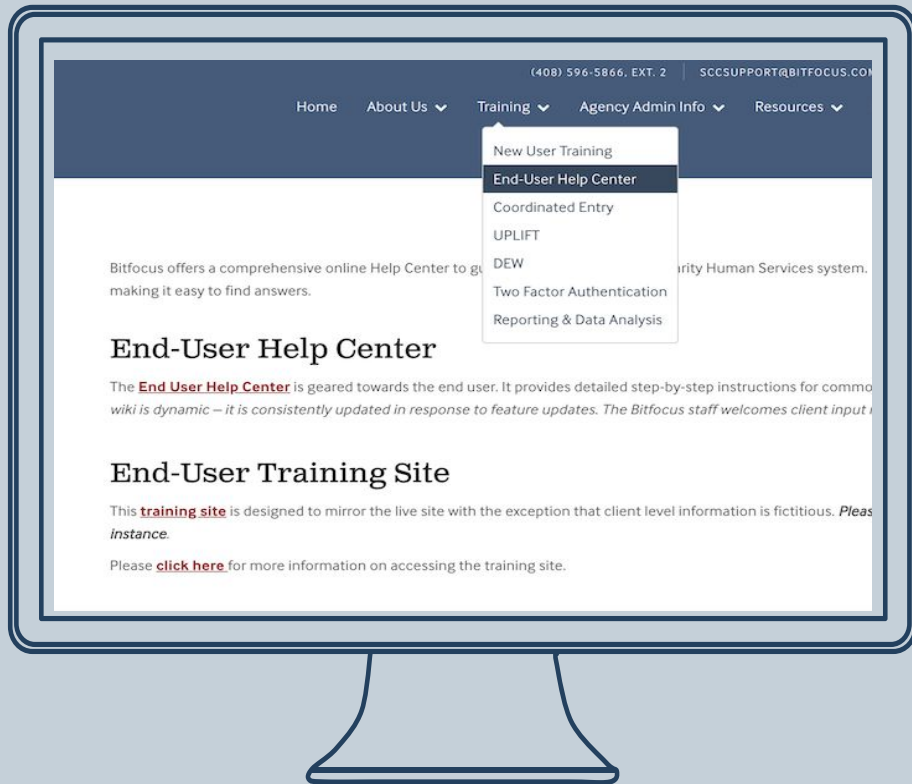 (408) 596-5866, EXT. 2 SCCSUPPORT@BITFOCUS.COM
Home About Us Training Agency Admin Info Resources
New User Training
End-User Help Center
Coordinated Entry
UPLIFT
DEW
Two Factor Authentication
Reporting & Data Analysis
Bitfocus offers a comprehensive online Help Center to Human Services system.
making it easy to find answers.
End-User Help Center
The End User Help Center is geared towards the end user. It provides detailed step-by-step instructions for
wiki is dynamic – it is consistently updated in response to feature updates. The Bitfocus staff welcomes client input
End-User Training Site
This training site is designed to mirror the live site with the exception that client level information is fictitious.
instance.
Please click here for more information on accessing the training site.